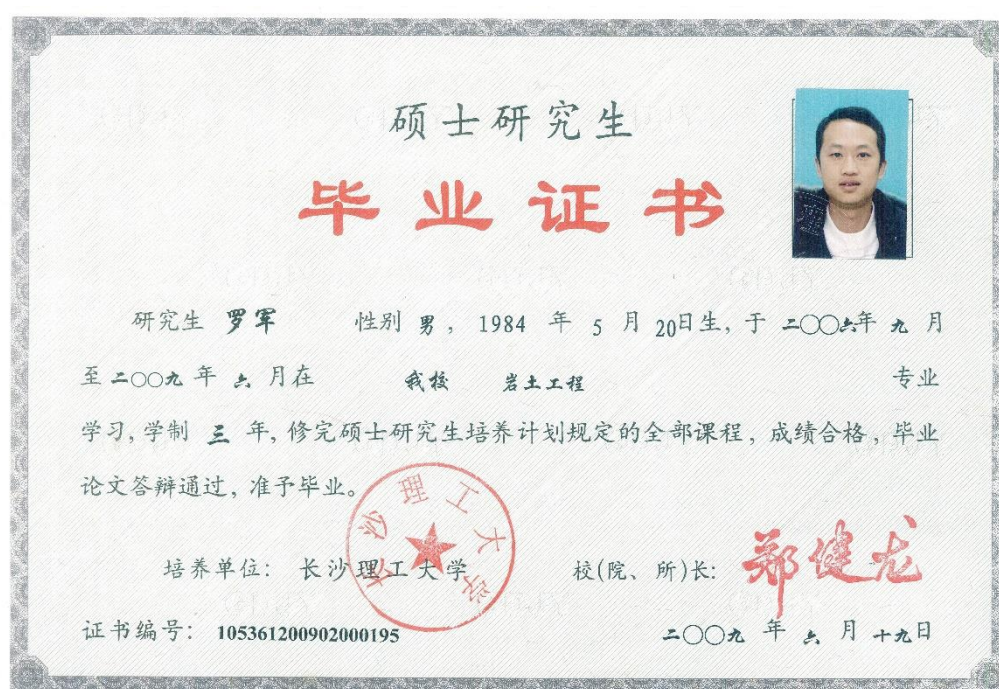 硕士研究生
毕业证书
研究生 罗军 性别 男，1984 年 5 月 20日生，于 二〇〇六年 九 月
至 二〇〇九 年 六 月在 我校 岩土工程 专业
学习，学制 三 年，修完硕士研究生培养计划规定的全部课程，成绩合格，毕业
论文答辩通过，准予毕业。
长沙理工大学
培养单位：长沙理工大学 校(院、所)长：郑健龙
证书编号：105361200902000195 二〇〇九 年 六 月 十九日